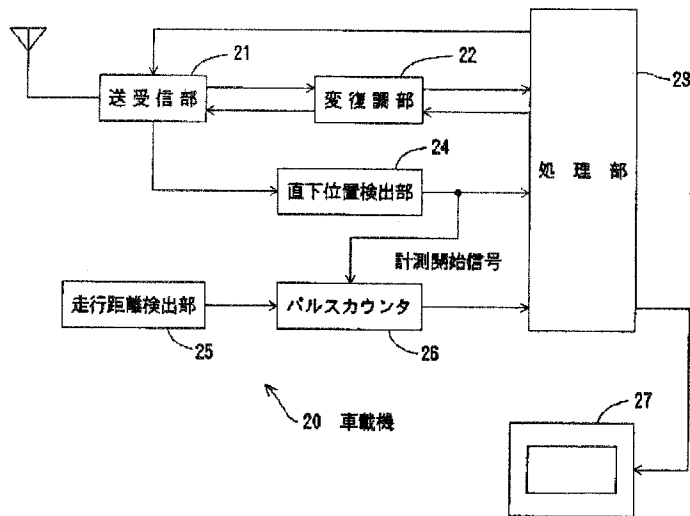 21
送受信部
22
変復調部
23
処理部
24
直下位置検出部
計測開始信号
走行距離検出部
25
パルスカウンタ
26
20 車載機
27